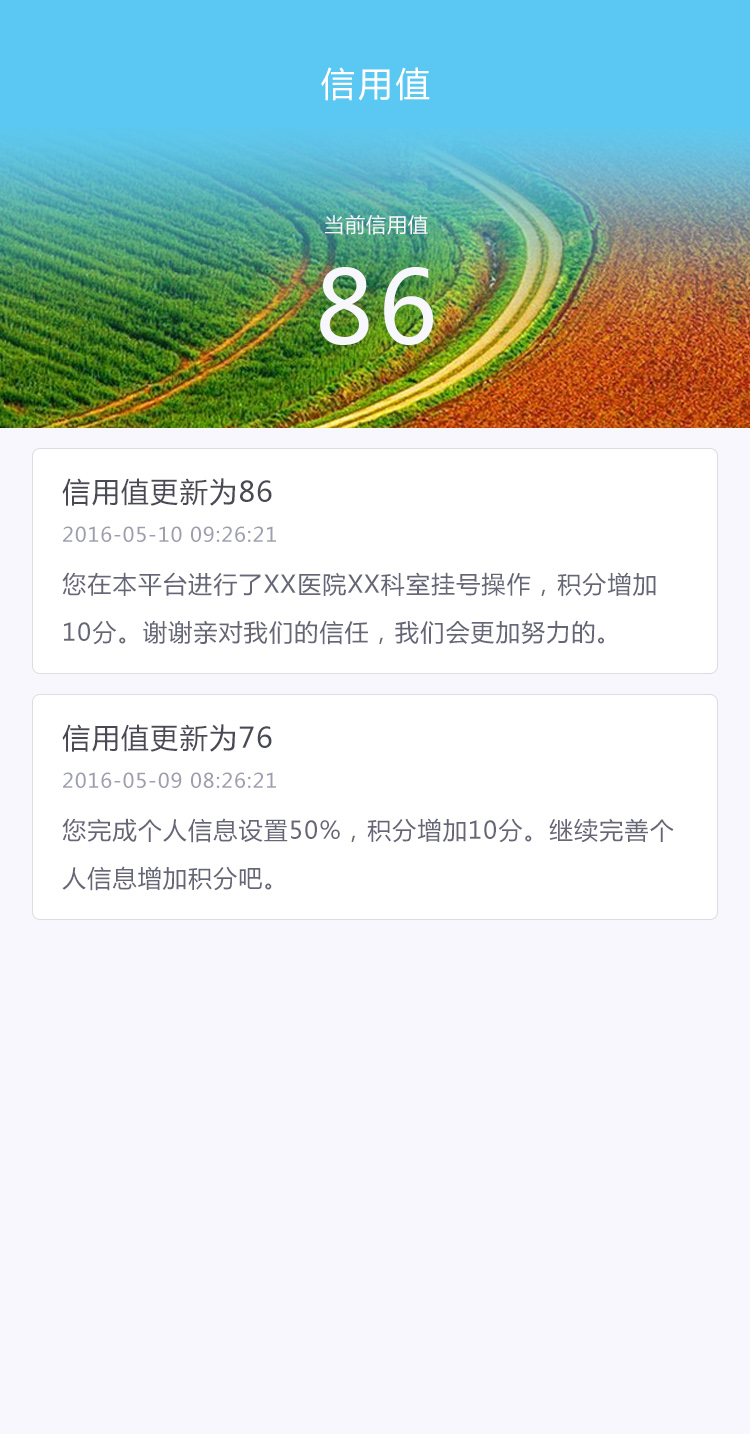 信用值
当前信用值
86
信用值更新为86
2016-05-10 09:26:21
您在本平台进行了XX医院XX科室挂号操作，积分增加
10分。谢谢亲对我们的信任，我们会更加努力的。
信用值更新为76
2016-05-09 08:26:21
您完成个人信息设置50%，积分增加10分。继续完善个
人信息增加积分吧。